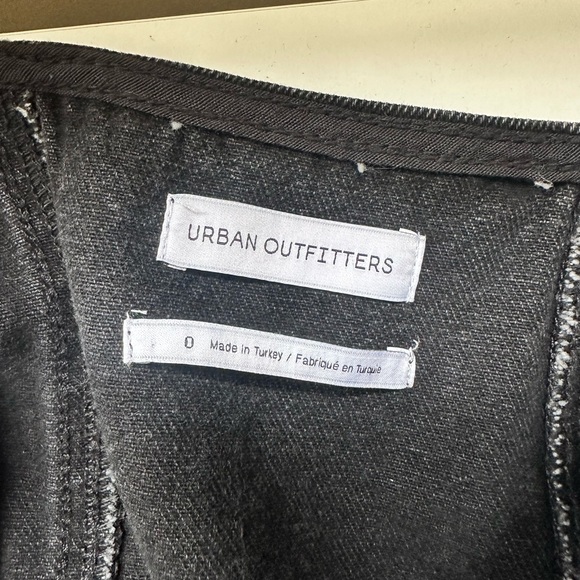 URBAN OUTFITTERS
0 Made in Turkey / Fabriqué en Turquie